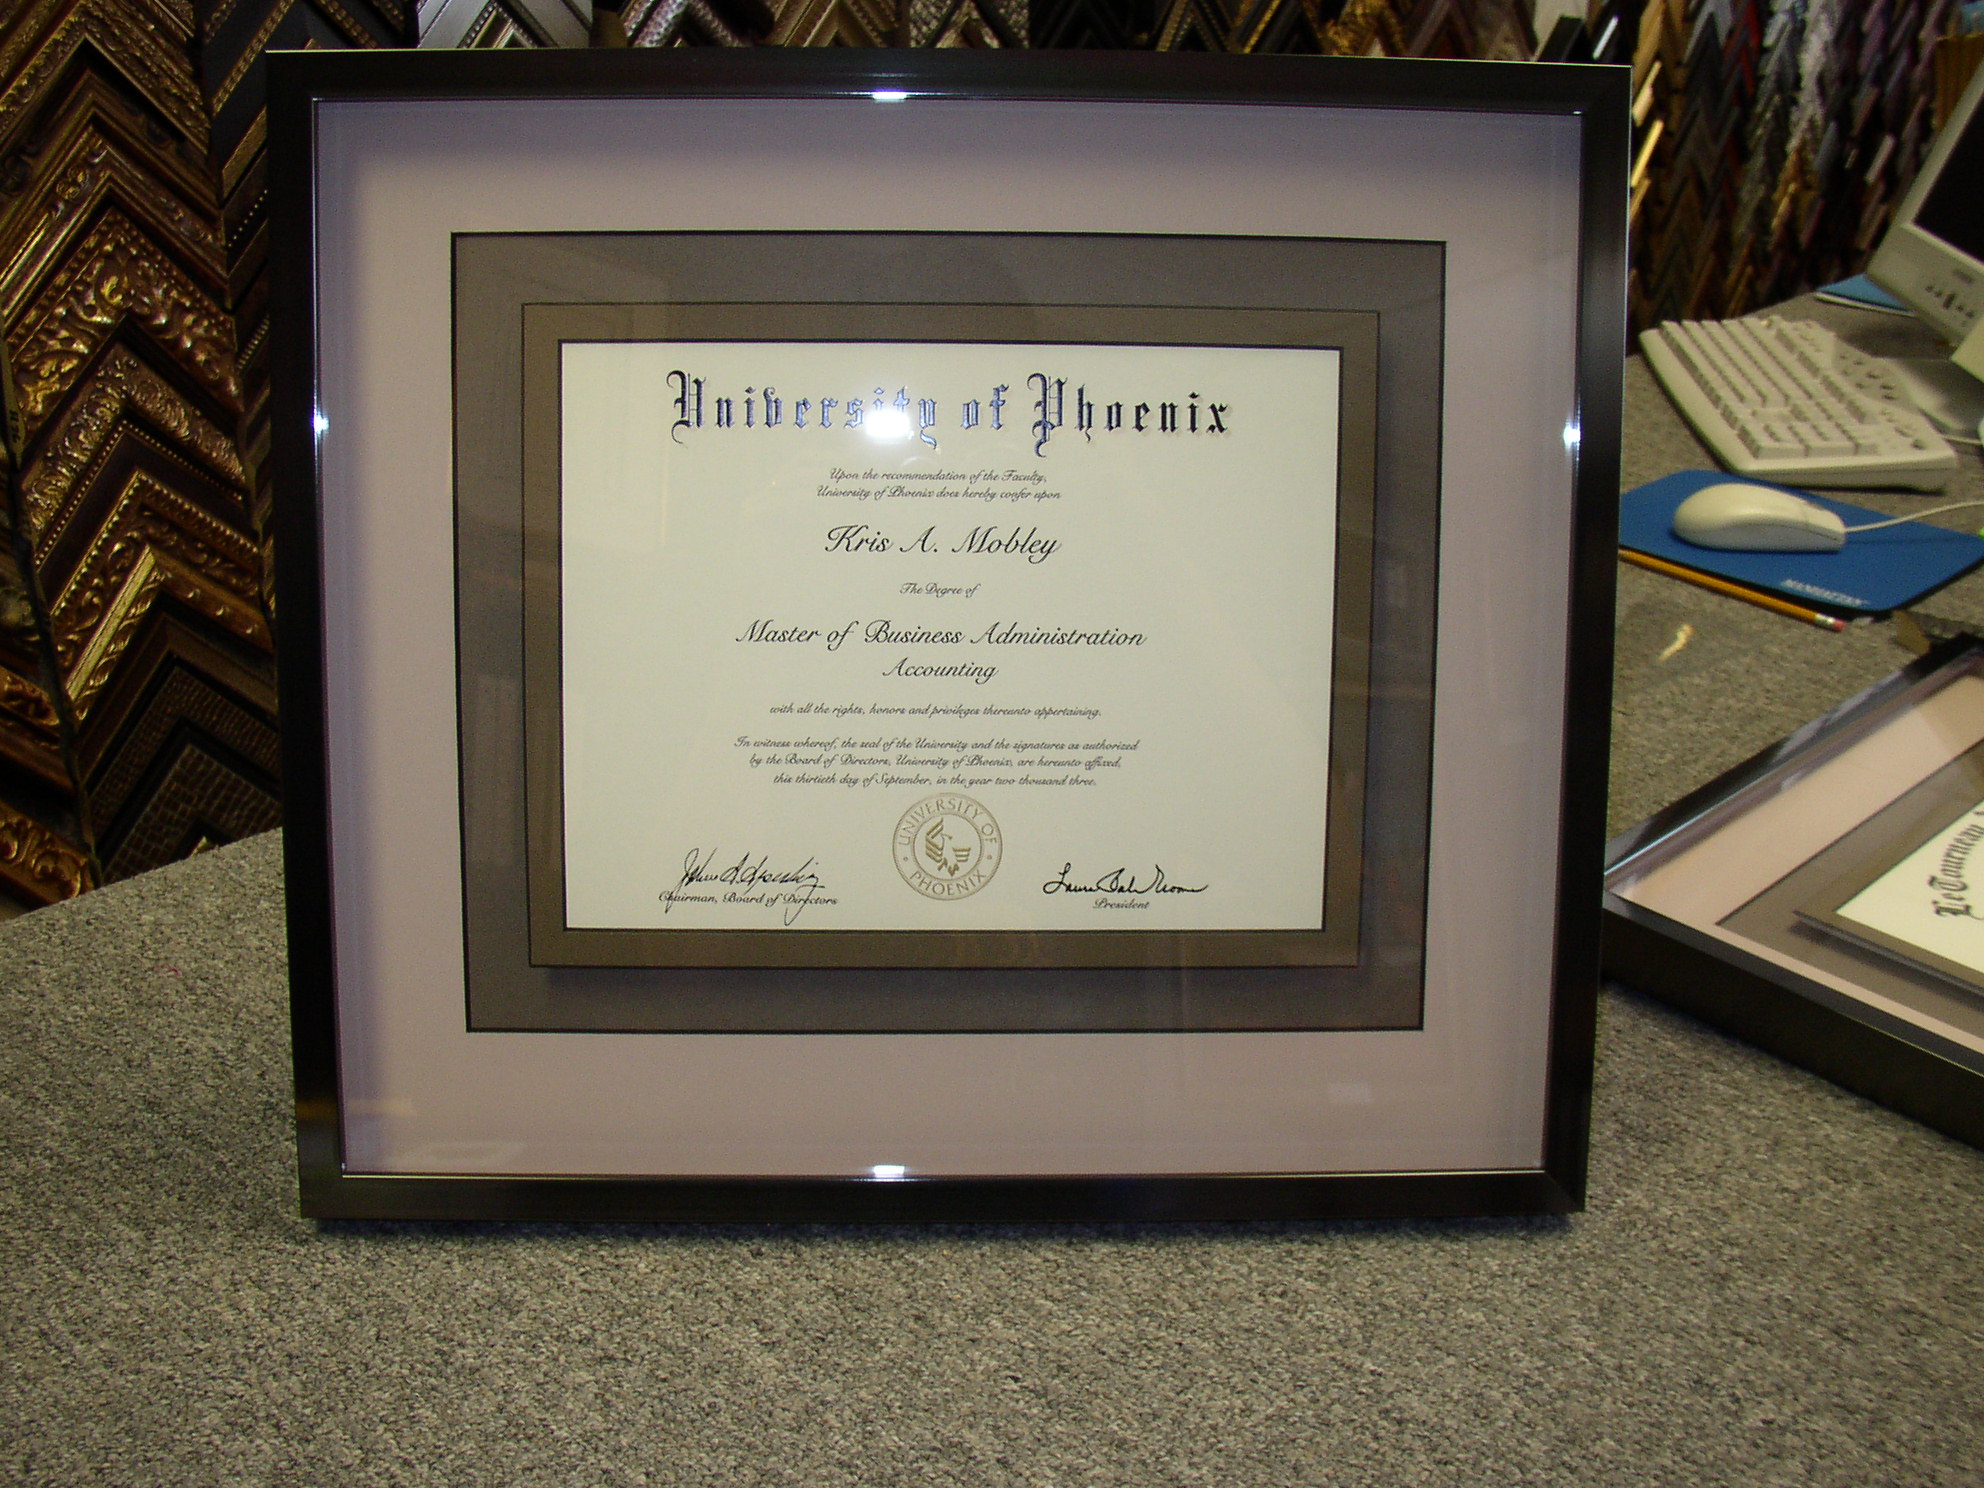 University of Phoenix
Upon the recommendation of the Faculty,
University of Phoenix does hereby confer upon
Kris A. Mobley
The Degree of
Master of Business Administration
Accounting
with all the rights, honors and privileges thereunto appertaining.
In witness whereof, the seal of the University and the signatures as authorized
by the Board of Directors, University of Phoenix, are hereunto affixed,
this thirtieth day of September, in the year two thousand three.
UNIVERSITY OF PHOENIX
Chairman, Board of Directors
President
MANHATTAN
LeTourneau